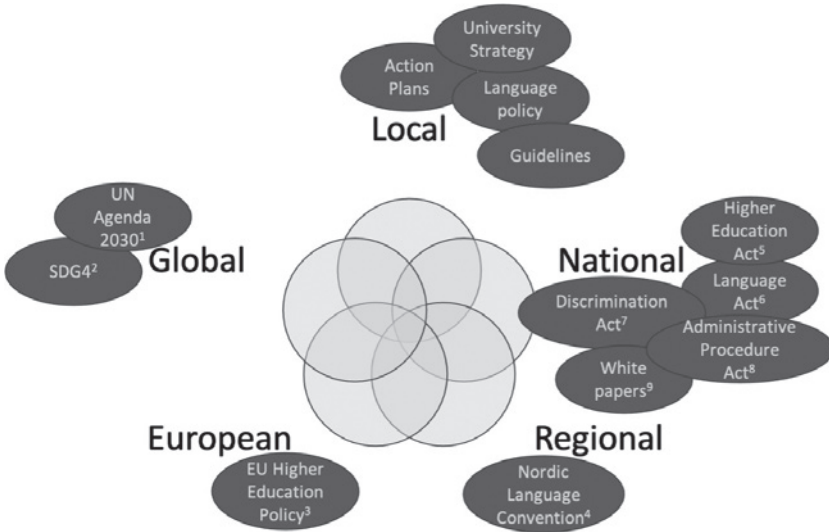 University
Strategy
Action
Plans
Language
policy
Local
Guidelines
UN
Agenda
2030¹
SDG4²
Global
National
Higher
Education
Act⁵
Language
Act⁶
Discrimination
Act⁷
Administrative
Procedure
Act⁸
White
papers⁹
European
EU Higher
Education
Policy³
Regional
Nordic
Language
Convention⁴